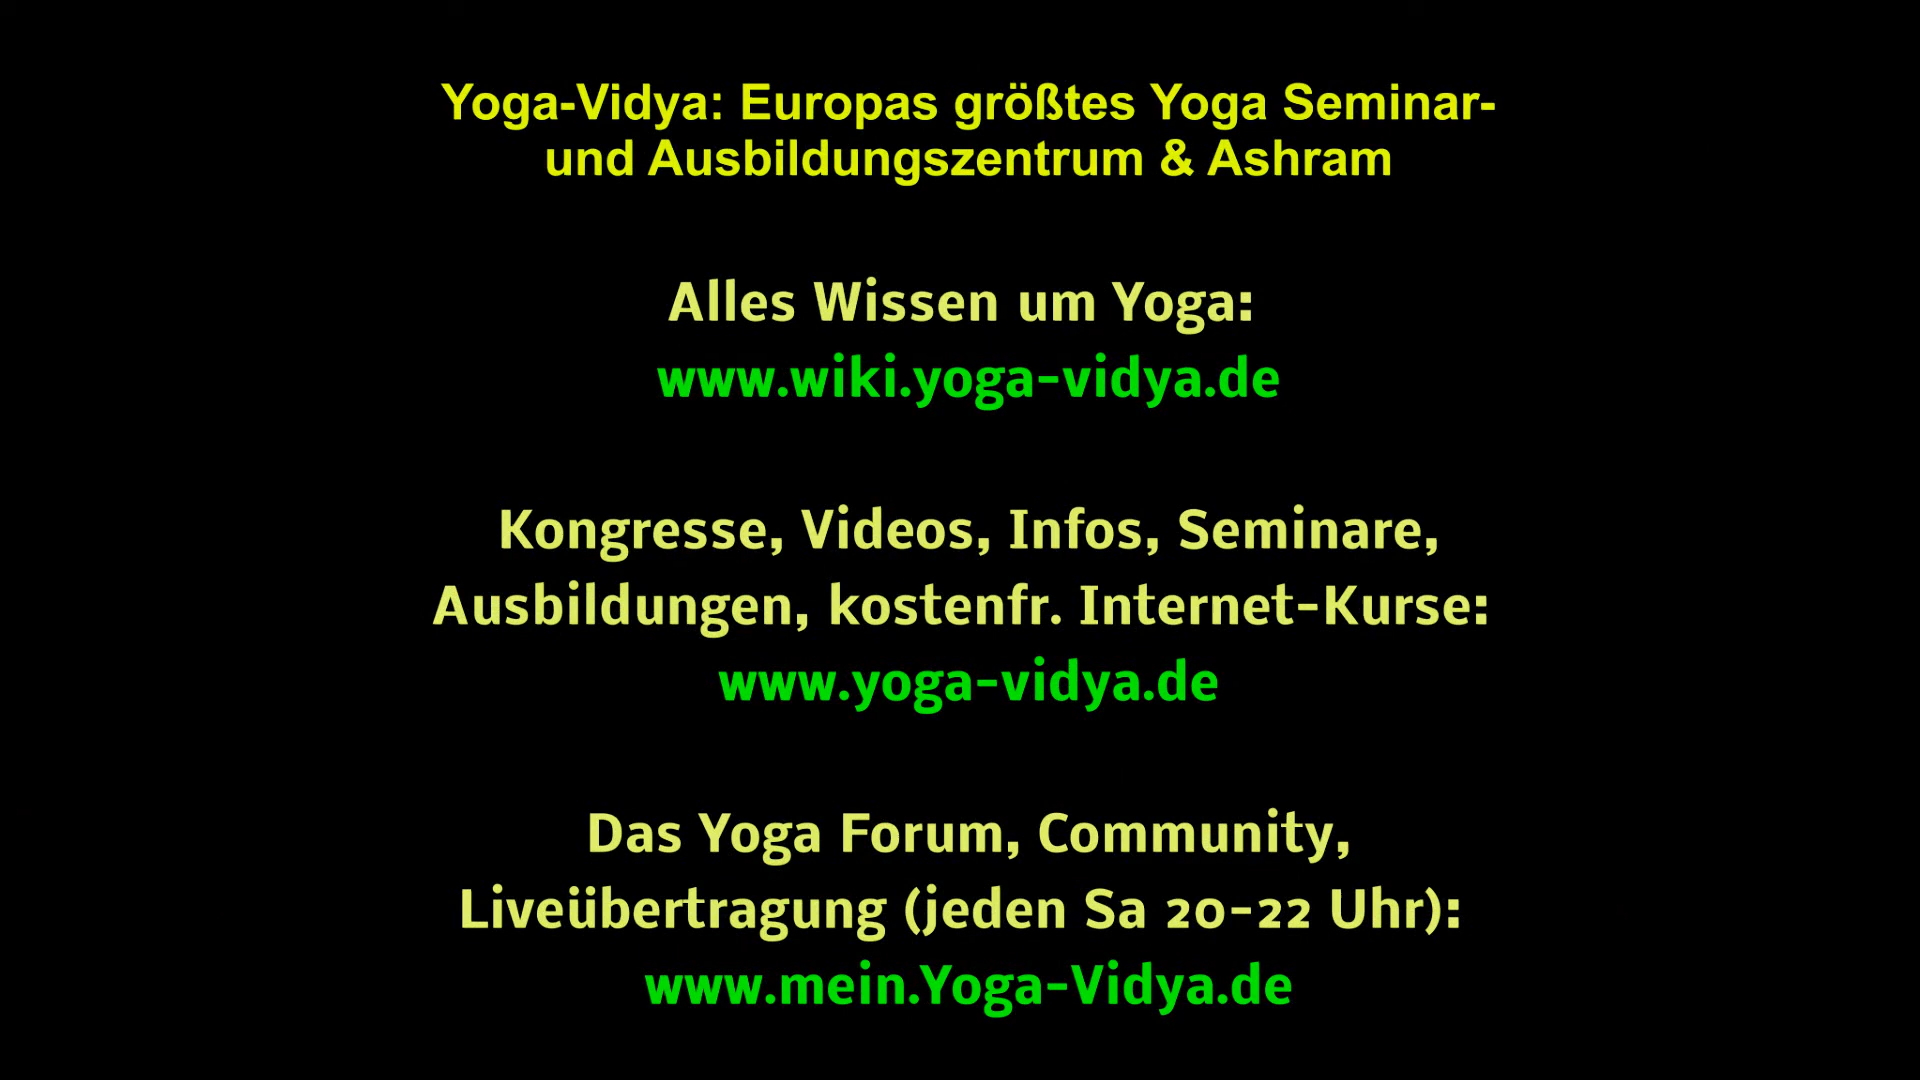 Yoga-Vidya: Europas größtes Yoga Seminar-
und Ausbildungszentrum & Ashram
Alles Wissen um Yoga:
www.wiki.yoga-vidya.de
Kongresse, Videos, Infos, Seminare,
Ausbildungen, kostenfr. Internet-Kurse:
www.yoga-vidya.de
Das Yoga Forum, Community,
Liveübertragung (jeden Sa 20-22 Uhr):
www.mein.Yoga-Vidya.de